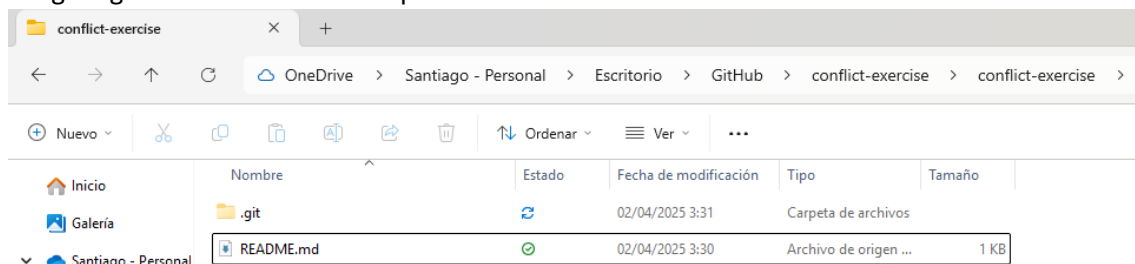 conflict-exercise
OneDrive > Santiago - Personal > Escritorio > GitHub > conflict-exercise > conflict-exercise >
Nuevo Ordenar Ver ...
Inicio
Galería
Santiago - Personal
Nombre Estado Fecha de modificación Tipo Tamaño
.git 02/04/2025 3:31 Carpeta de archivos
README.md 02/04/2025 3:30 Archivo de origen ... 1 KB